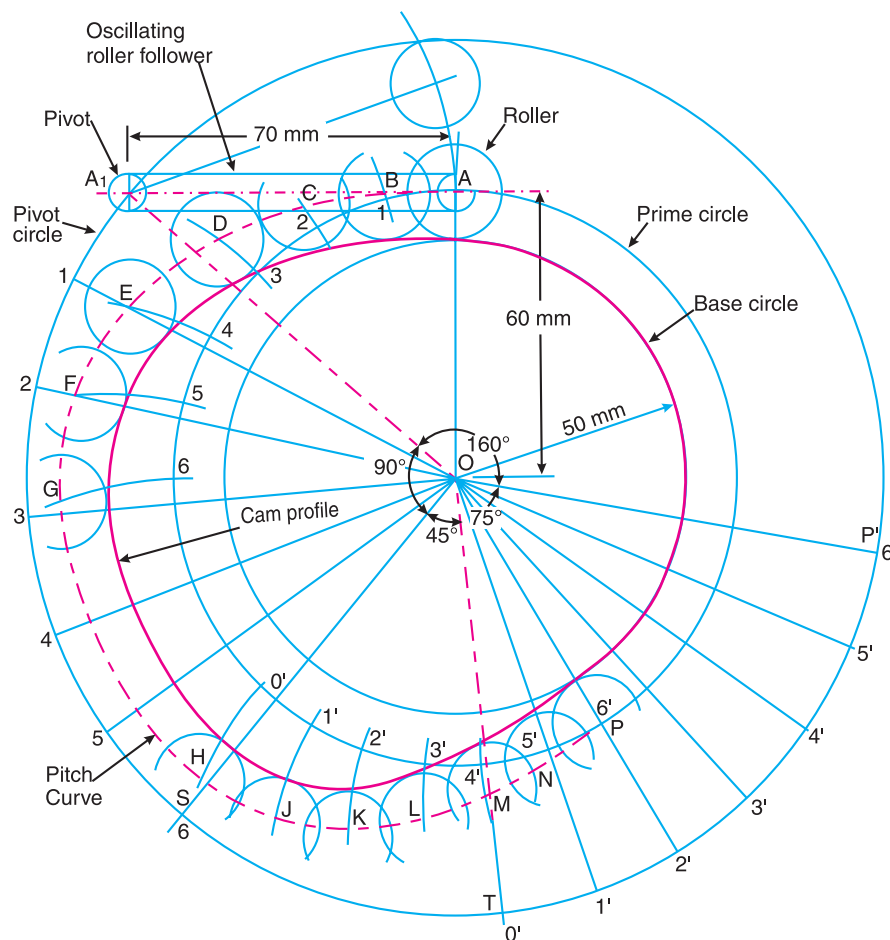 Oscillating
roller follower
Pivot
70 mm
Roller
A1
C
B
A
Pivot
circle
D
2
1
Prime circle
1
E
3
Base circle
4
60 mm
2
F
5
50 mm
160°
O
90°
G
6
3
Cam profile
45°
75°
P'
6'
4
5'
0'
1'
2'
3'
6'
P
5
5'
4'
H
4'
N
Pitch
Curve
S
J
K
L
M
3'
6
2'
T
1'
0'